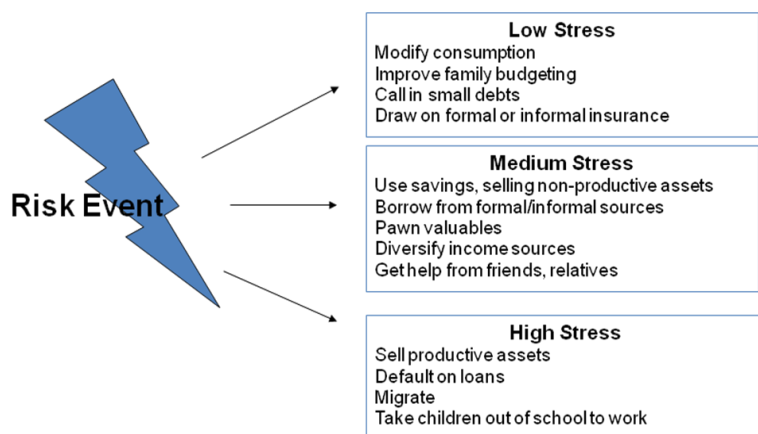 Risk Event
Low Stress
Modify consumption
Improve family budgeting
Call in small debts
Draw on formal or informal insurance
Medium Stress
Use savings, selling non-productive assets
Borrow from formal/informal sources
Pawn valuables
Diversify income sources
Get help from friends, relatives
High Stress
Sell productive assets
Default on loans
Migrate
Take children out of school to work